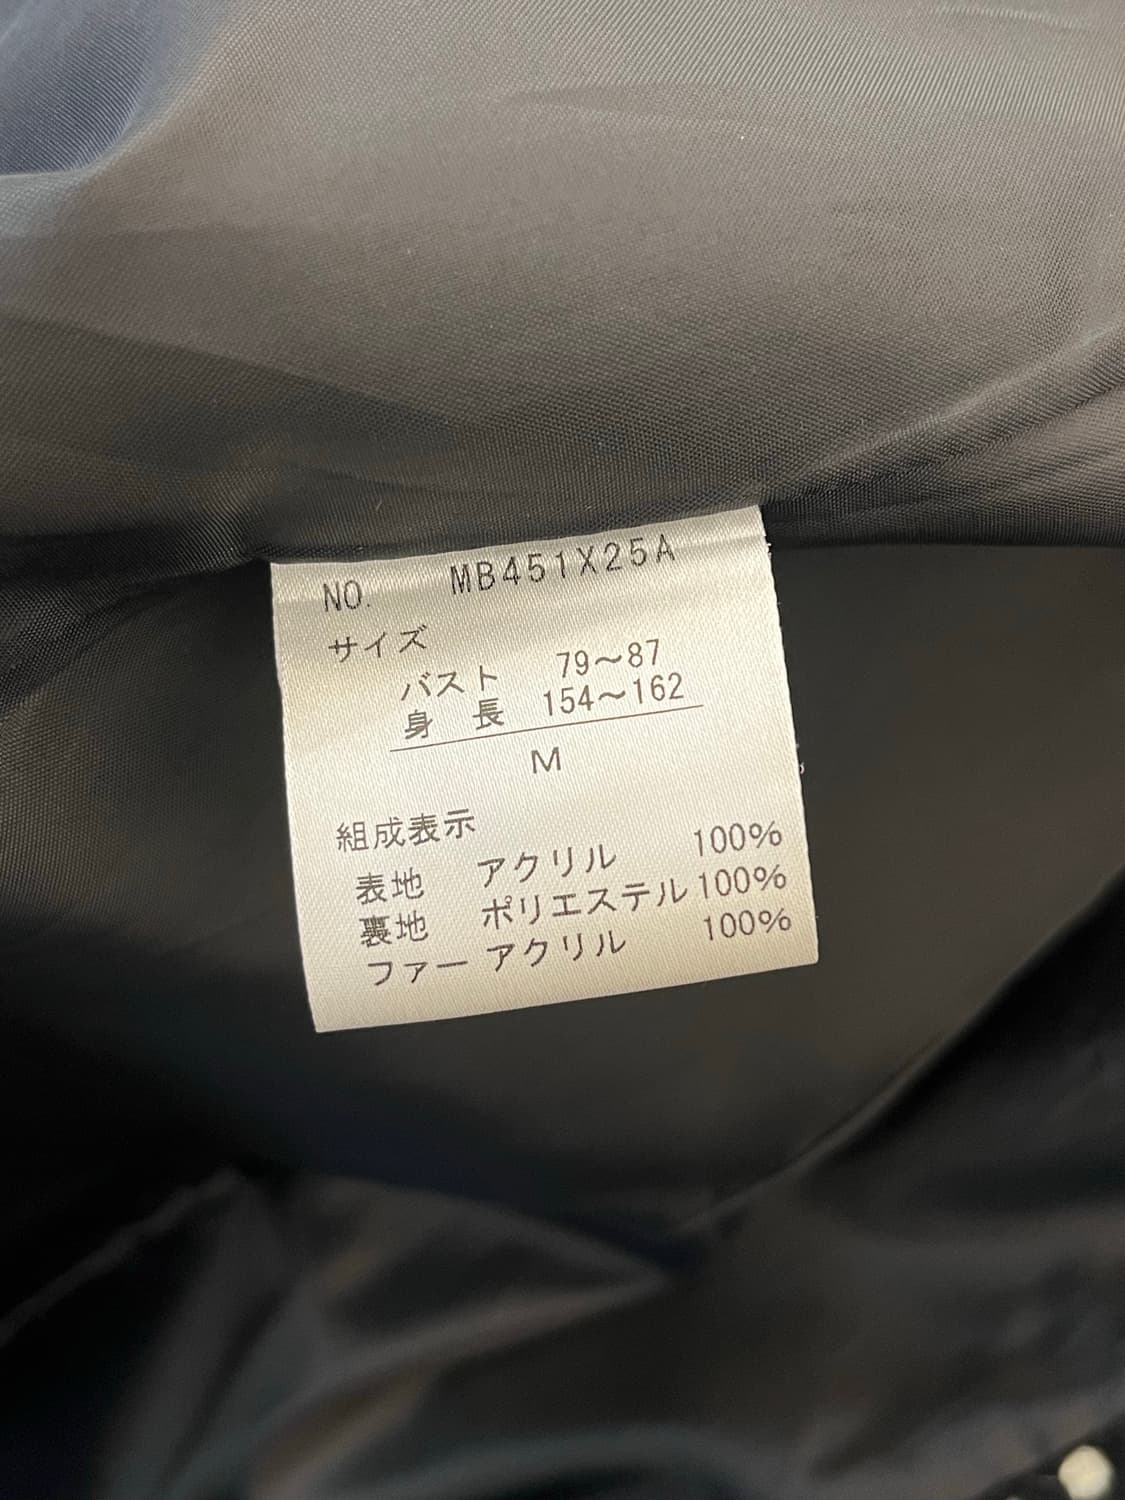 NO. MB451X25A
サイズ
バスト 79～87
身 長 154～162
M
組成表示
表地 アクリル 100%
裏地 ポリエステル 100%
ファー アクリル 100%